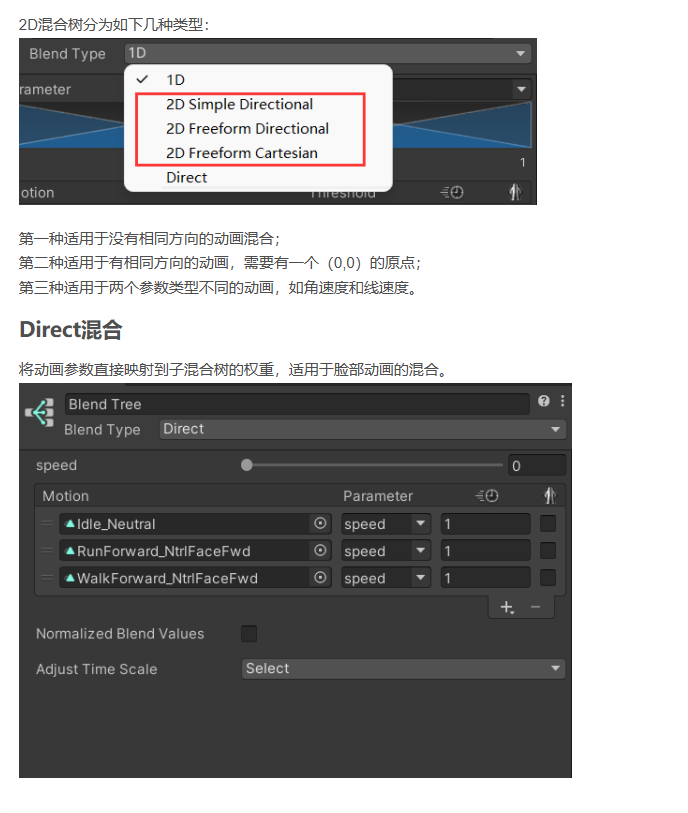 2D混合树分为如下几种类型：
Blend Type 1D
1D
arameter
2D Simple Directional
2D Freeform Directional
2D Freeform Cartesian
1
Direct
otion Threshold
第一种适用于没有相同方向的动画混合；
第二种适用于有相同方向的动画，需要有一个（0,0）的原点；
第三种适用于两个参数类型不同的动画，如角速度和线速度。
Direct混合
将动画参数直接映射到子混合树的权重，适用于脸部动画的混合。
Blend Tree
Blend Type Direct
speed 0
Motion Parameter
Idle_Neutral speed 1
RunForward_NtrlFaceFwd speed 1
WalkForward_NtrlFaceFwd speed 1
Normalized Blend Values
Adjust Time Scale Select